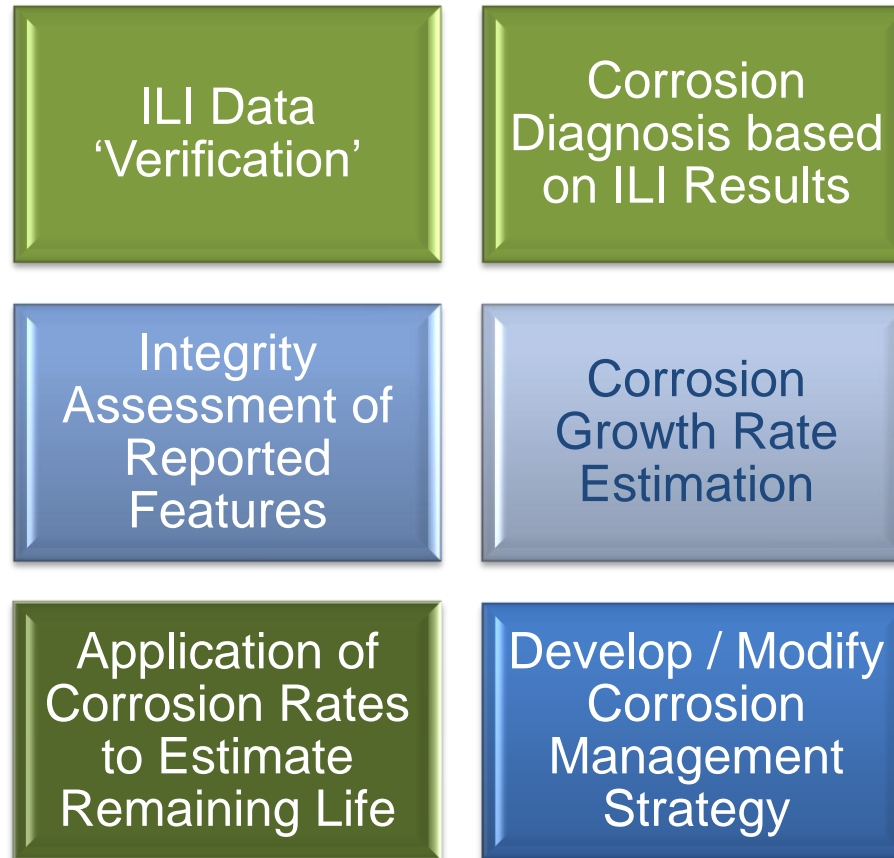 ILI Data
‘Verification’
Corrosion
Diagnosis based
on ILI Results
Integrity
Assessment of
Reported
Features
Corrosion
Growth Rate
Estimation
Application of
Corrosion Rates
to Estimate
Remaining Life
Develop / Modify
Corrosion
Management
Strategy